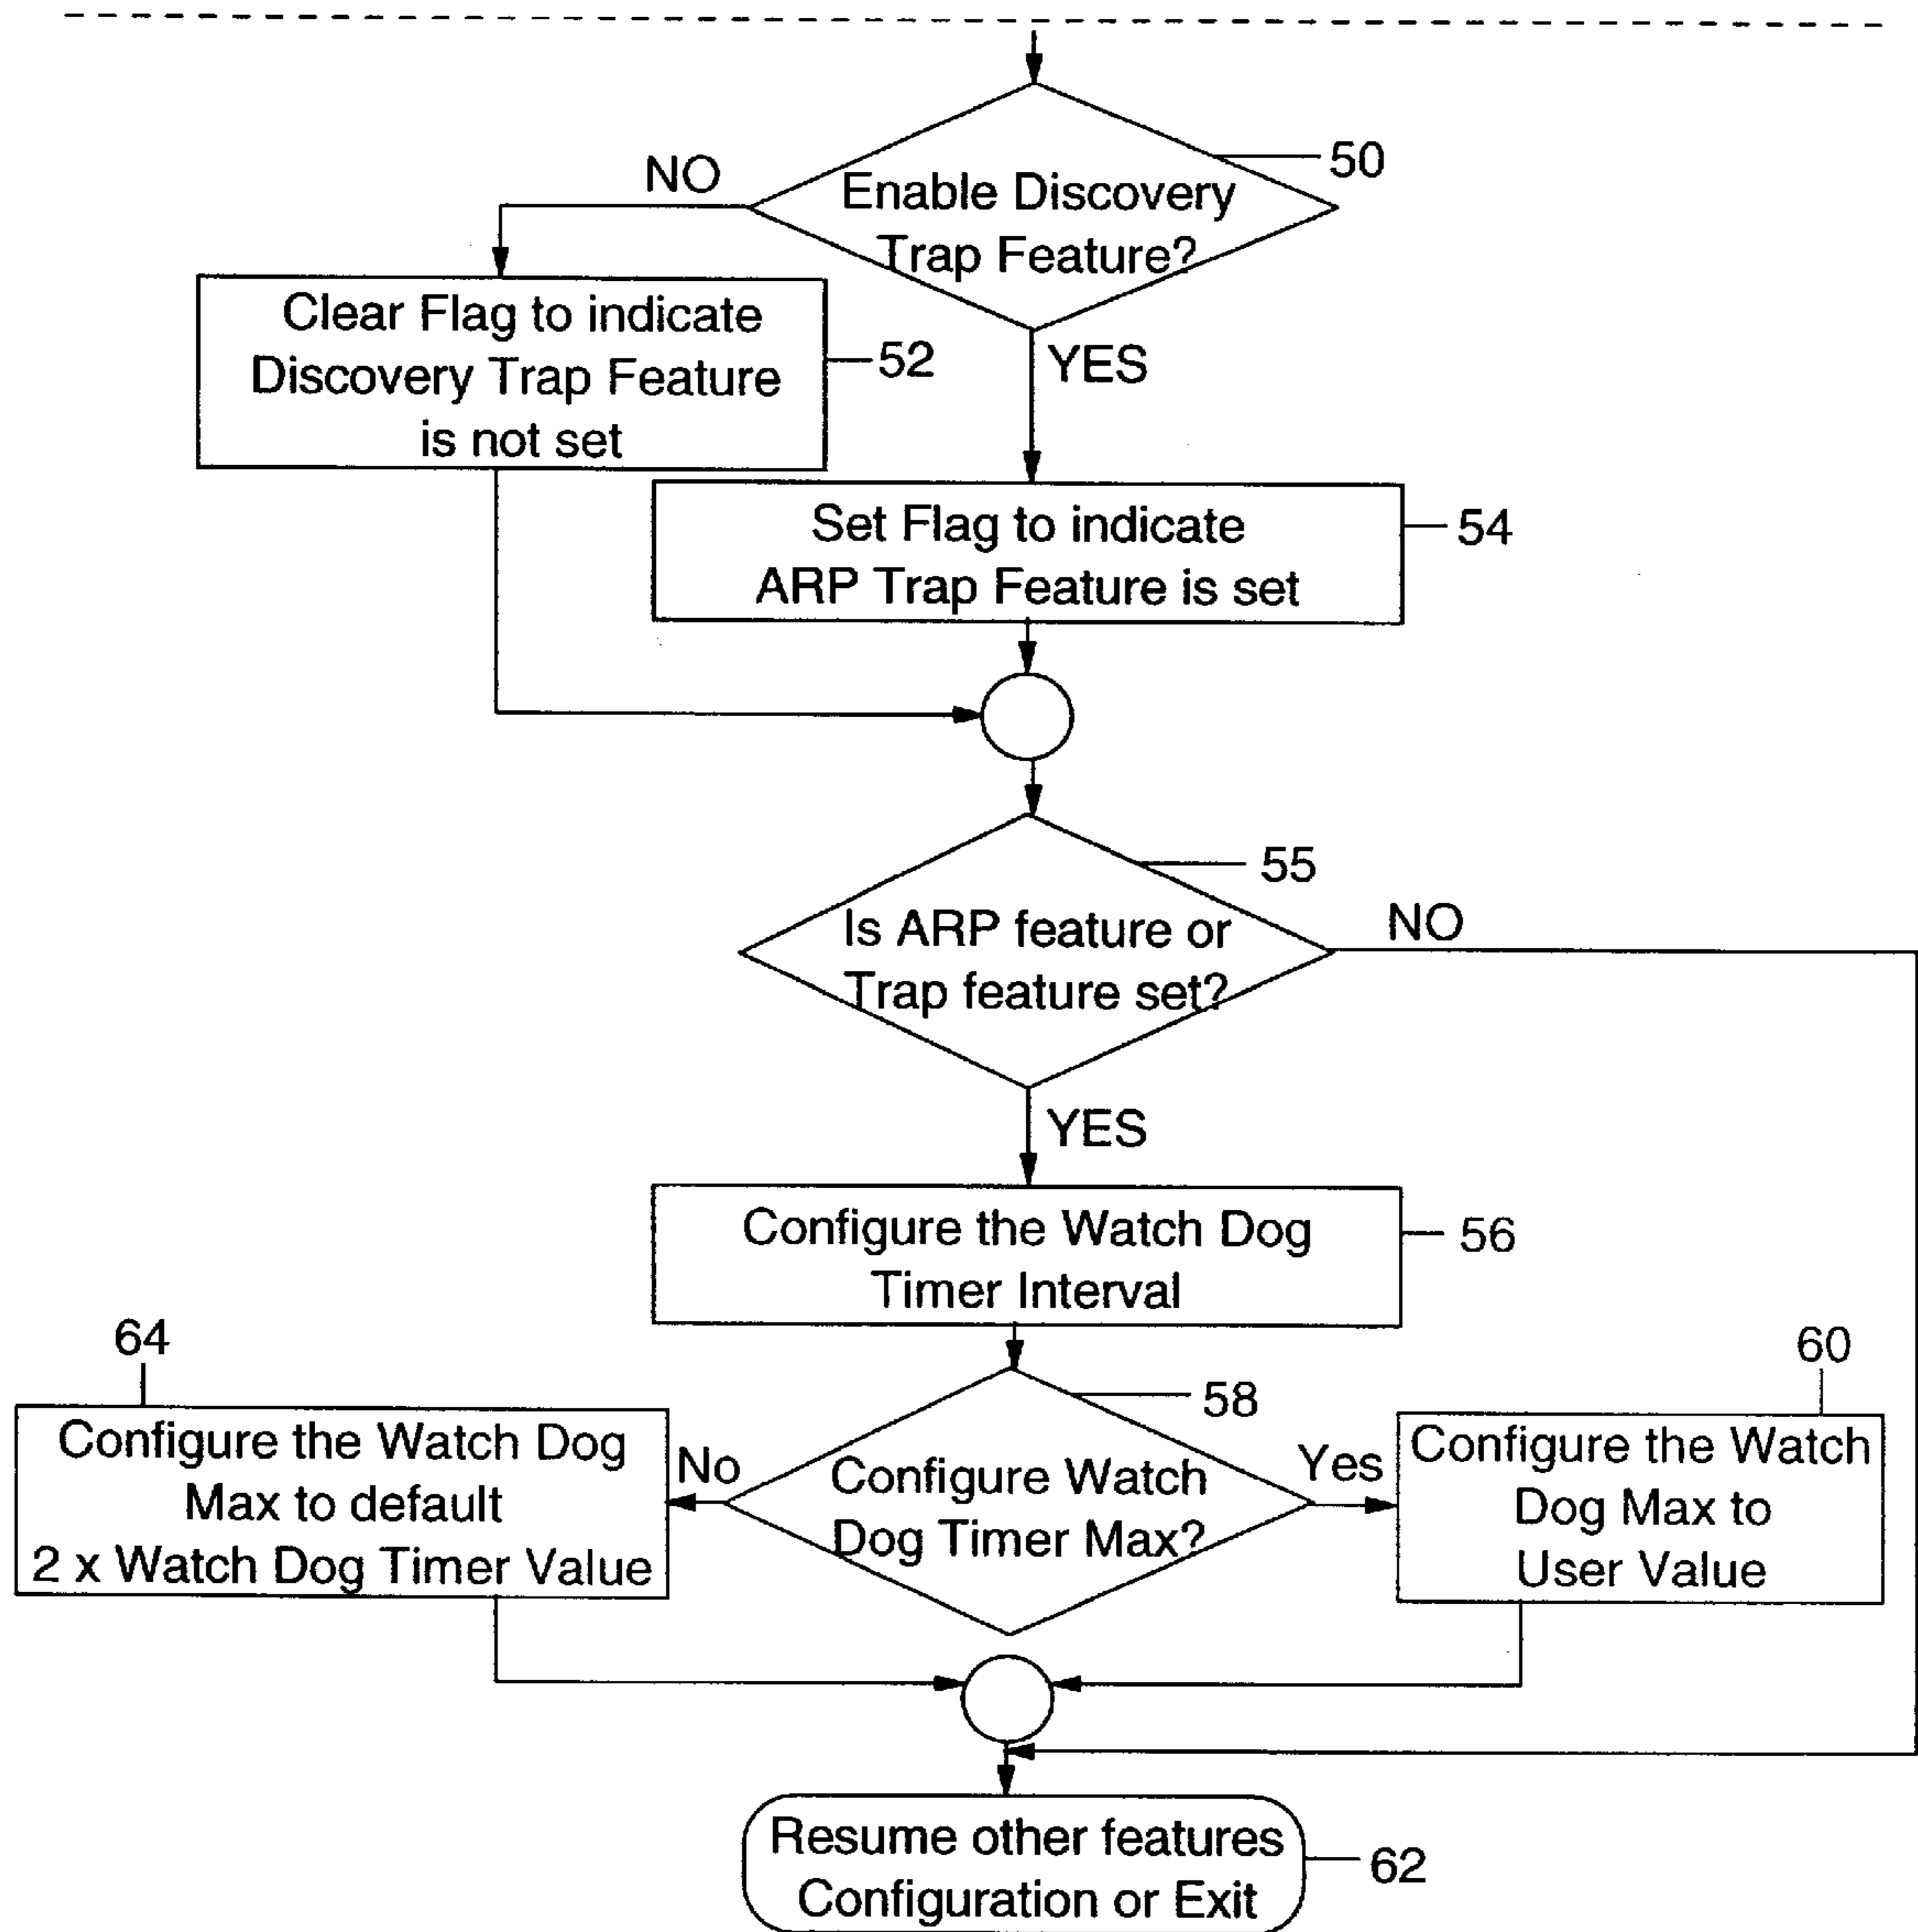 50
NO
Enable Discovery
Trap Feature?
Clear Flag to indicate
Discovery Trap Feature
is not set
52
YES
Set Flag to indicate
ARP Trap Feature is set
54
55
Is ARP feature or
Trap feature set?
NO
YES
Configure the Watch Dog
Timer Interval
56
64
Configure the Watch Dog
Max to default
2 x Watch Dog Timer Value
No
58
Configure Watch
Dog Timer Max?
Yes
60
Configure the Watch
Dog Max to
User Value
Resume other features
Configuration or Exit
62